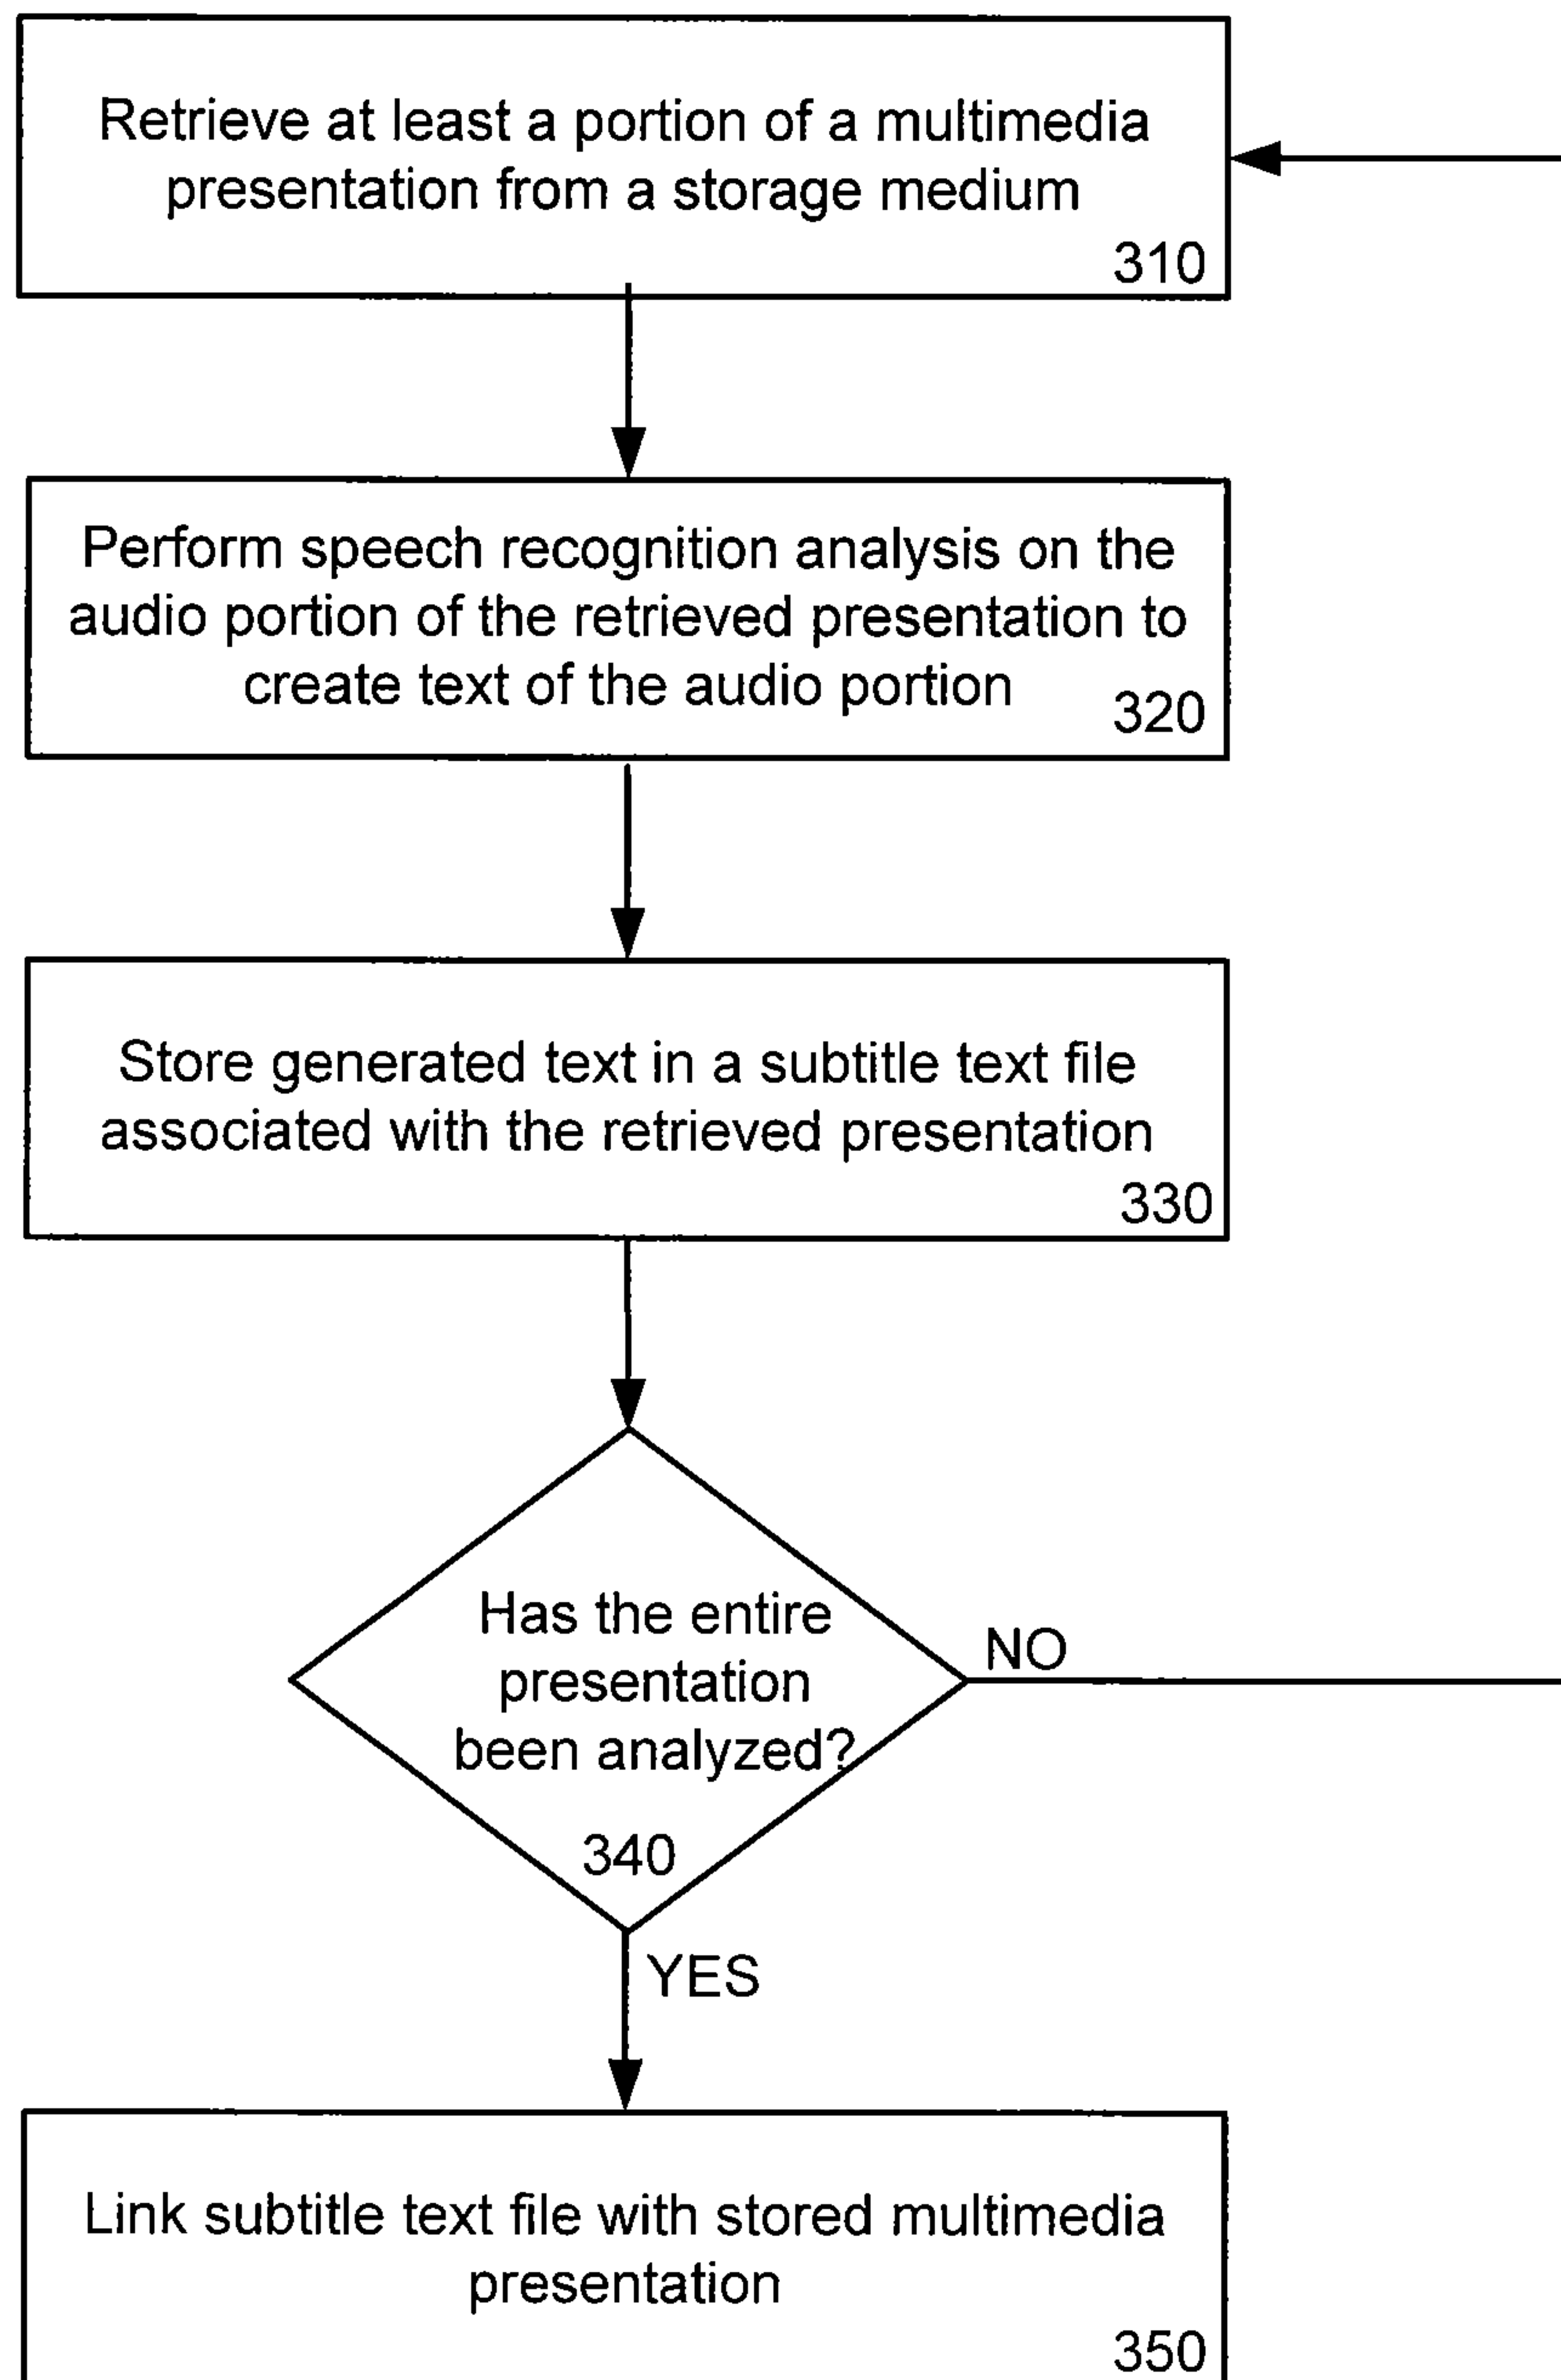 Retrieve at least a portion of a multimedia
presentation from a storage medium
310
Perform speech recognition analysis on the
audio portion of the retrieved presentation to
create text of the audio portion
320
Store generated text in a subtitle text file
associated with the retrieved presentation
330
Has the entire
presentation
been analyzed?
340
NO
YES
Link subtitle text file with stored multimedia
presentation
350